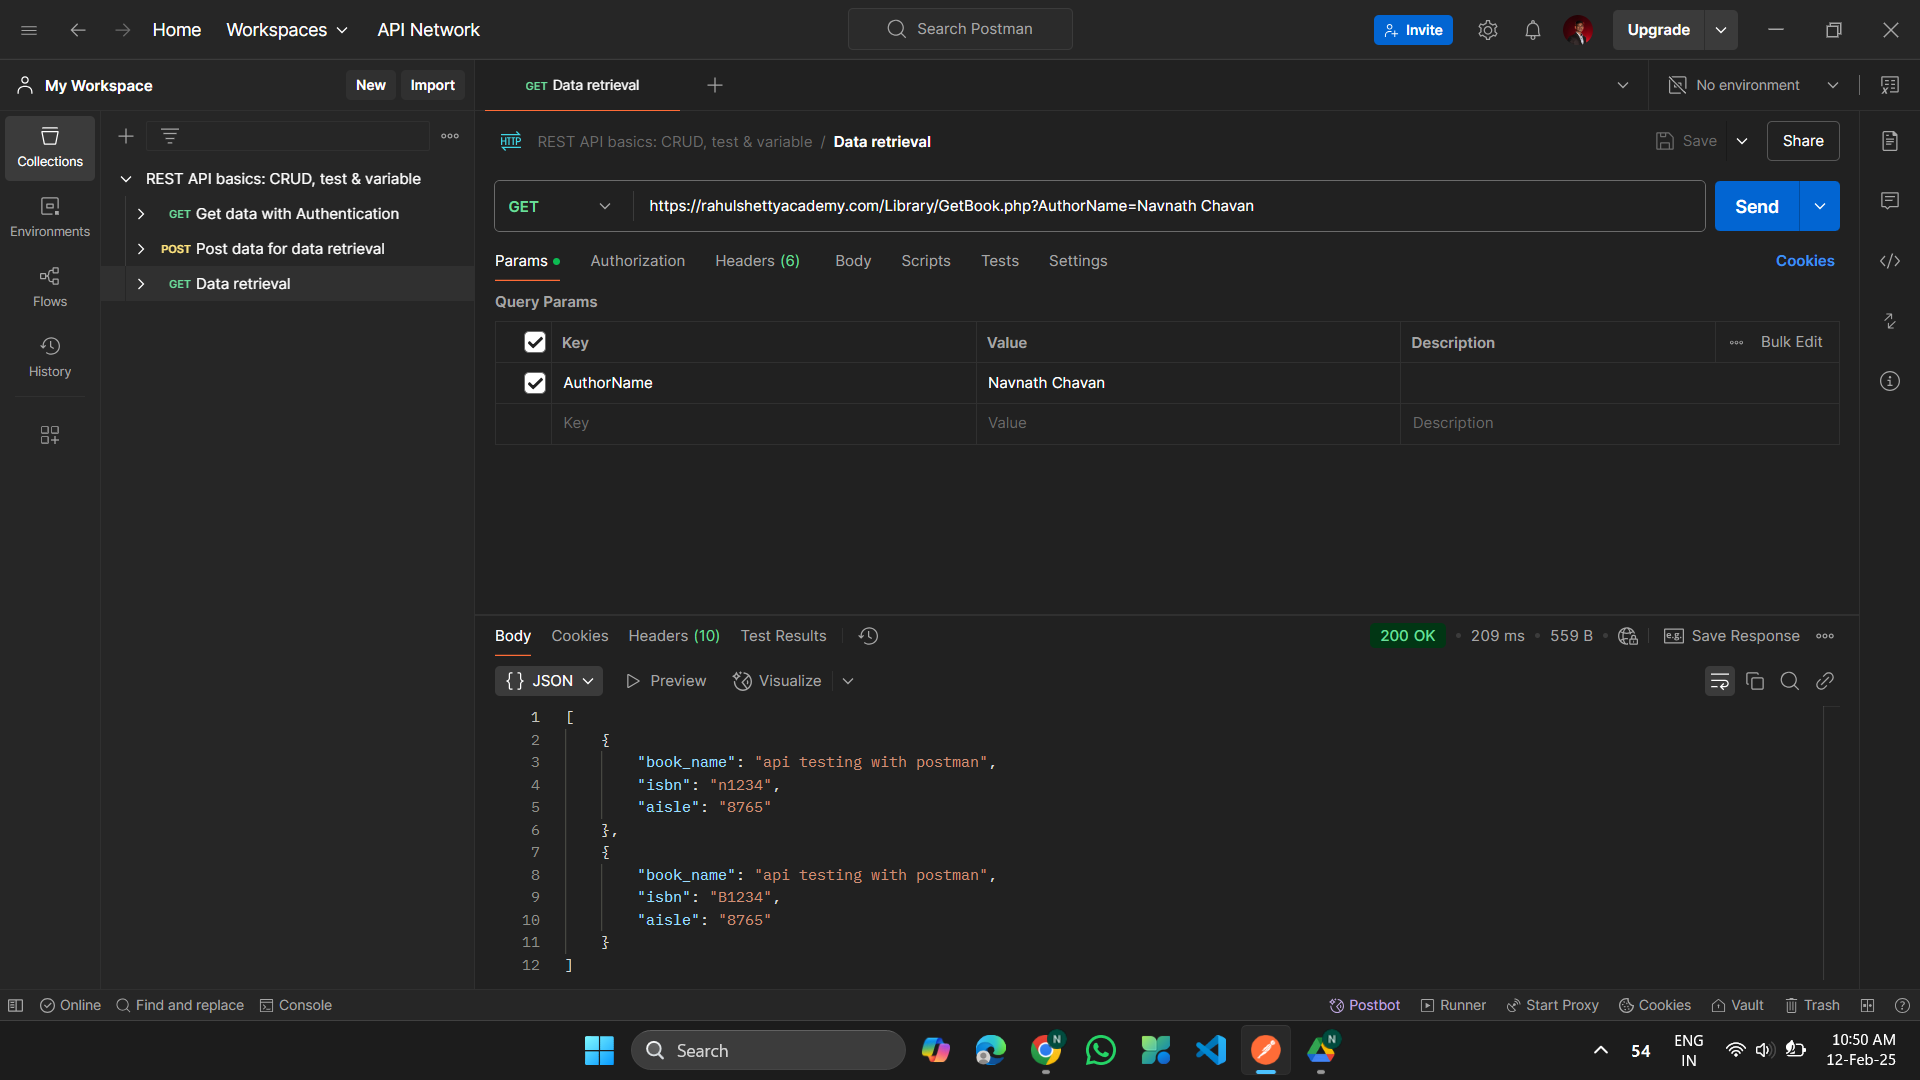 Home Workspaces API Network Search Postman Invite Upgrade
My Workspace New Import GET Data retrieval No environment
Collections
Environments
Flows
History
REST API basics: CRUD, test & variable
GET Get data with Authentication
POST Post data for data retrieval
GET Data retrieval
HTTP REST API basics: CRUD, test & variable / Data retrieval Save Share
GET https://rahulshettyacademy.com/Library/GetBook.php?AuthorName=Navnath Chavan Send
Params Authorization Headers (6) Body Scripts Tests Settings Cookies
Query Params
Key Value Description Bulk Edit
AuthorName Navnath Chavan
Key Value Description
Body Cookies Headers (10) Test Results 200 OK 209 ms 559 B e.g. Save Response
{} JSON Preview Visualize
1 [
2 {
3 "book_name": "api testing with postman",
4 "isbn": "n1234",
5 "aisle": "8765"
6 },
7 {
8 "book_name": "api testing with postman",
9 "isbn": "B1234",
10 "aisle": "8765"
11 }
12 ]
Online Find and replace Console Postbot Runner Start Proxy Cookies Vault Trash
Search N N 54 ENG 10:50 AM
IN 12-Feb-25